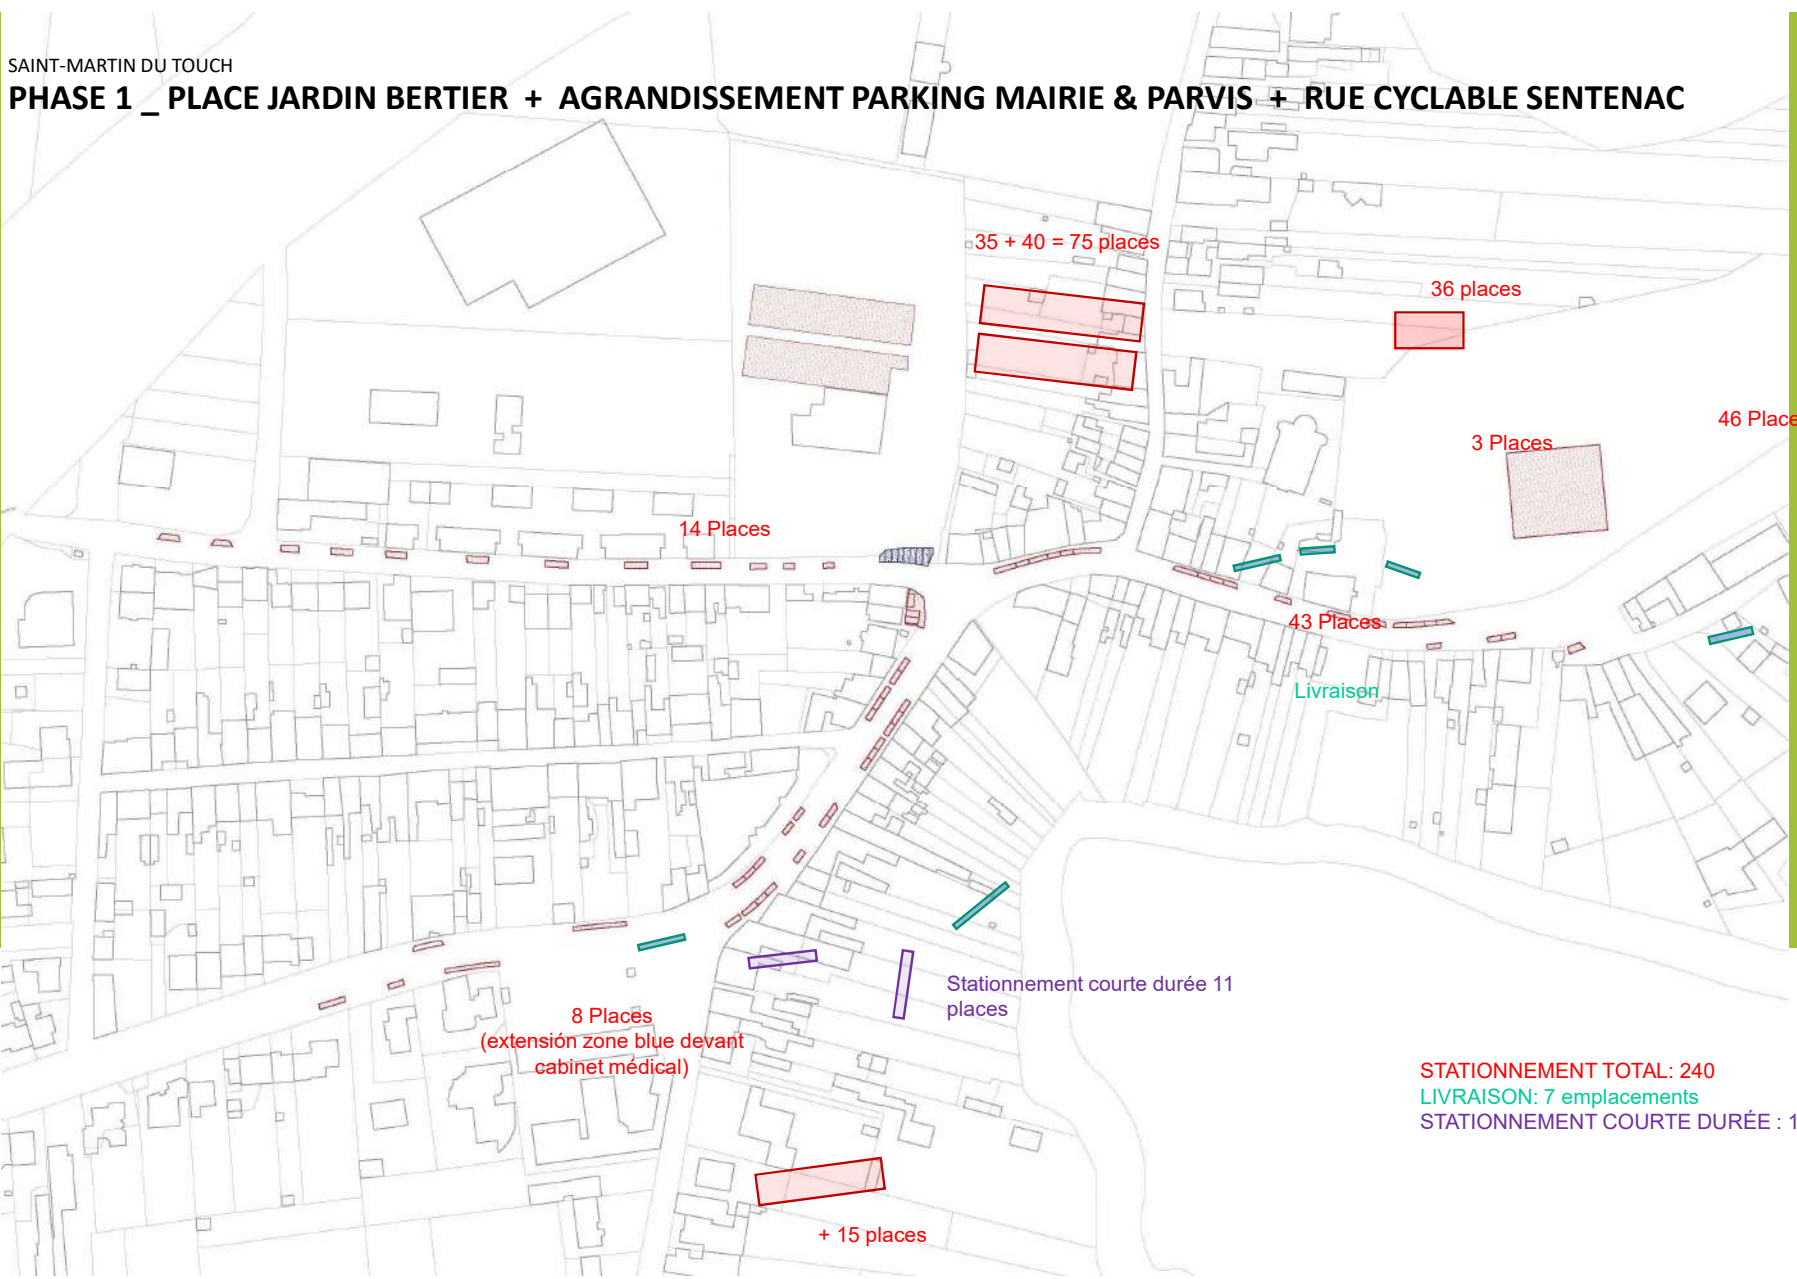 SAINT-MARTIN DU TOUCH
PHASE 1 _ PLACE JARDIN BERTIER + AGRANDISSEMENT PARKING MAIRIE & PARVIS + RUE CYCLABLE SENTENAC
35 + 40 = 75 places
36 places
46 Place
3 Places
14 Places
43 Places
Livraison
Stationnement courte durée 11
places
8 Places
(extensión zone blue devant
cabinet médical)
STATIONNEMENT TOTAL: 240
LIVRAISON: 7 emplacements
STATIONNEMENT COURTE DURÉE : 1
+ 15 places